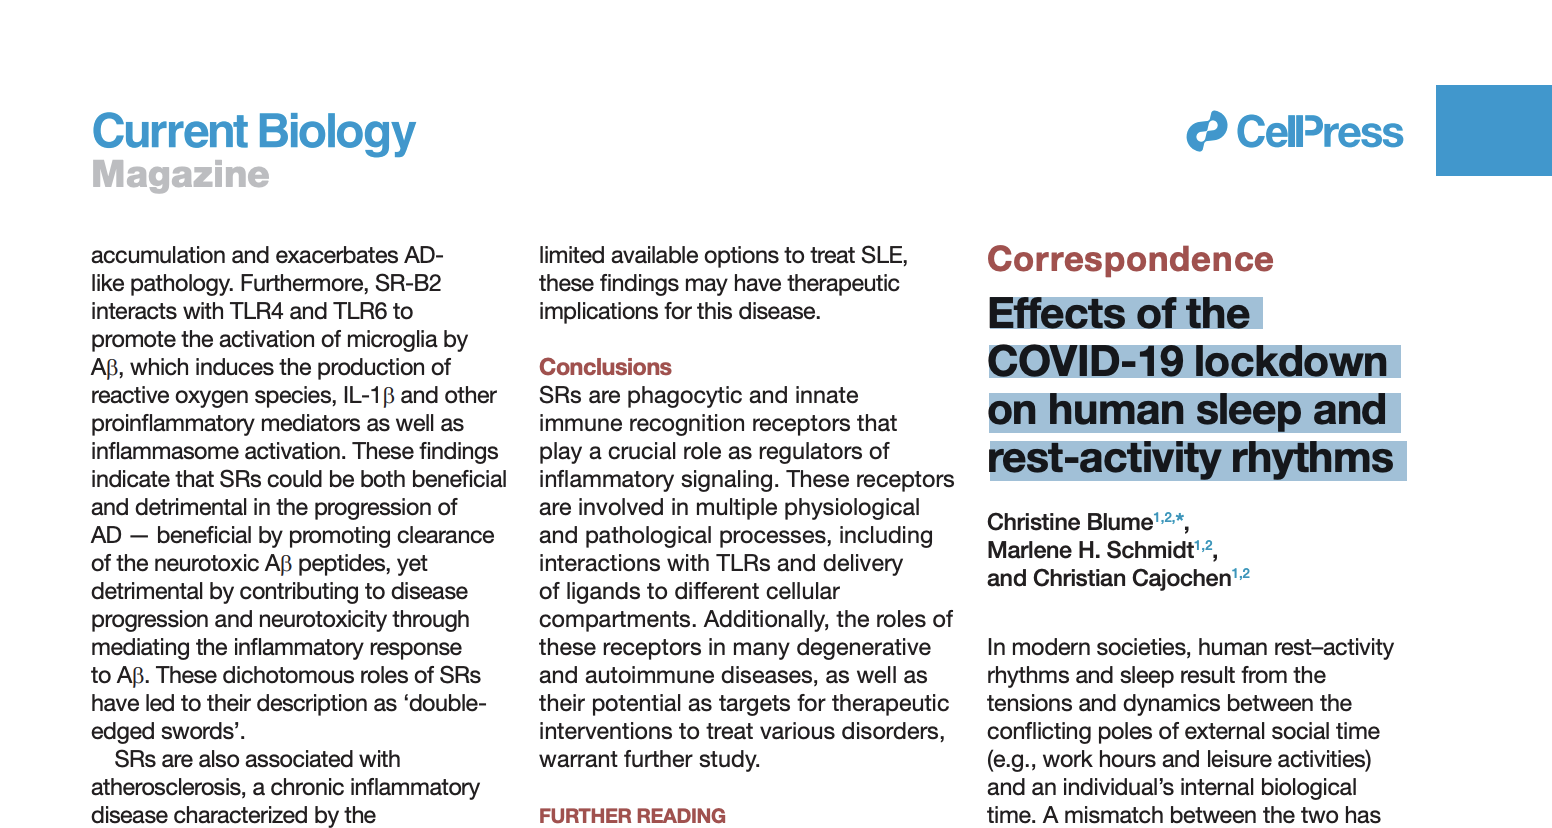 Current Biology
Magazine
CellPress
accumulation and exacerbates AD-
like pathology. Furthermore, SR-B2
interacts with TLR4 and TLR6 to
promote the activation of microglia by
Aβ, which induces the production of
reactive oxygen species, IL-1β and other
proinflammatory mediators as well as
inflammasome activation. These findings
indicate that SRs could be both beneficial
and detrimental in the progression of
AD — beneficial by promoting clearance
of the neurotoxic Aβ peptides, yet
detrimental by contributing to disease
progression and neurotoxicity through
mediating the inflammatory response
to Aβ. These dichotomous roles of SRs
have led to their description as ‘double-
edged swords’.
SRs are also associated with
atherosclerosis, a chronic inflammatory
disease characterized by the
limited available options to treat SLE,
these findings may have therapeutic
implications for this disease.
Conclusions
SRs are phagocytic and innate
immune recognition receptors that
play a crucial role as regulators of
inflammatory signaling. These receptors
are involved in multiple physiological
and pathological processes, including
interactions with TLRs and delivery
of ligands to different cellular
compartments. Additionally, the roles of
these receptors in many degenerative
and autoimmune diseases, as well as
their potential as targets for therapeutic
interventions to treat various disorders,
warrant further study.
FURTHER READING
Correspondence
Effects of the
COVID-19 lockdown
on human sleep and
rest-activity rhythms
Christine Blume1,2,*,
Marlene H. Schmidt1,2,
and Christian Cajochen1,2
In modern societies, human rest–activity
rhythms and sleep result from the
tensions and dynamics between the
conflicting poles of external social time
(e.g., work hours and leisure activities)
and an individual’s internal biological
time. A mismatch between the two has